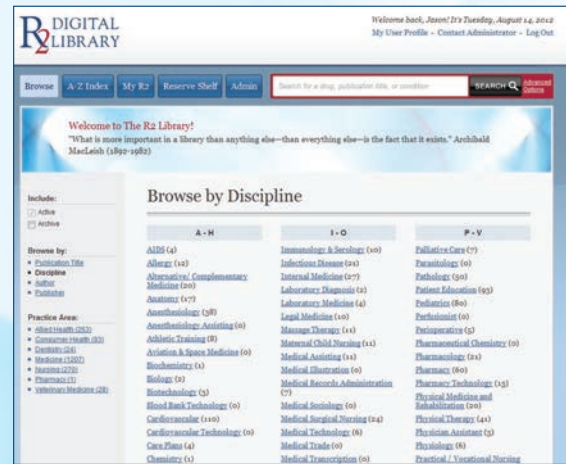 R2 DIGITAL
LIBRARY
Welcome back, Jason! It's Tuesday, August 14, 2012
My User Profile - Contact Administrator - Log Out
Browse
A-Z Index
My R2
Reserve Shelf
Admin
Search for a drug, publication title, or condition
SEARCH
Advanced
Options
Welcome to The R2 Library!
"What is more important in a library than anything else—than everything else—is the fact that it exists." Archibald
MacLeish (1892-1982)
Include:
Active
Archive
Browse by:
Publication Title
Discipline
Author
Publisher
Practice Area:
Allied Health (253)
Consumer Health (93)
Dentistry (24)
Medicine (1207)
Nursing (270)
Pharmacy (1)
Veterinary Medicine (28)
Browse by Discipline
A - H
AIDS (4)
Allergy (12)
Alternative/ Complementary
Medicine (20)
Anatomy (17)
Anesthesiology (38)
Anesthesiology Assisting (0)
Athletic Training (8)
Aviation & Space Medicine (0)
Biochemistry (1)
Biology (2)
Biotechnology (3)
Blood Bank Technology (0)
Cardiovascular (110)
Cardiovascular Technology (0)
Care Plans (4)
Chemistry (1)
I - O
Immunology & Serology (10)
Infectious Disease (21)
Internal Medicine (27)
Laboratory Diagnosis (2)
Laboratory Medicine (4)
Legal Medicine (10)
Massage Therapy (11)
Maternal Child Nursing (11)
Medical Assisting (11)
Medical Illustration (0)
Medical Records Administration
(7)
Medical Sociology (0)
Medical Surgical Nursing (24)
Medical Technology (6)
Medical Trade (0)
Medical Transcription (0)
P - V
Palliative Care (7)
Parasitology (0)
Pathology (50)
Patient Education (93)
Pediatrics (80)
Perfusionist (0)
Perioperative (5)
Pharmaceutical Chemistry (0)
Pharmacology (21)
Pharmacy (60)
Pharmacy Technology (13)
Physical Medicine and
Rehabilitation (20)
Physical Therapy (41)
Physician Assistant (3)
Physiology (6)
Practical / Vocational Nursing